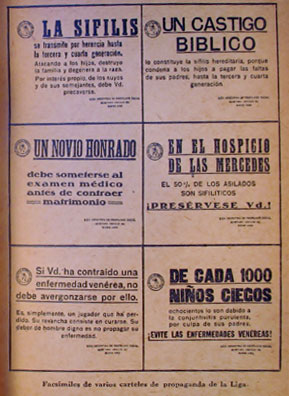 LA SIFILIS
se transmite por herencia hasta
la tercera y cuarta generación.
Atacando a los hijos, destruye
la familia y degenera a la raza.
Por interés propio, de los suyos
y de sus semejantes, debe Vd.
precaverse.
UN CASTIGO
BIBLICO
lo constituye la sífilis hereditaria, porque
condena a los hijos a pagar las faltas
de sus padres, hasta la tercera y cuarta
generación.
UN NOVIO HONRADO
debe someterse al
examen médico
antes de contraer
matrimonio
EN EL HOSPICIO
DE LAS MERCEDES
EL 50% DE LOS ASILADOS
SON SIFILITICOS
¡PRESÉRVESE Vd.!
Si Vd. ha contraído una
enfermedad venérea, no
debe avergonzarse por ello.
Es, simplemente, un jugador que ha per-
dido. Su revancha consiste en curarse. Su
deber de hombre digno es no propagar su
enfermedad.
DE CADA 1000
NIÑOS CIEGOS
ochocientos lo son debido a
la conjuntivitis purulenta,
por culpa de sus padres.
¡EVITE LAS ENFERMEDADES VENÉREAS!
Facsímiles de varios carteles de propaganda de la Liga.